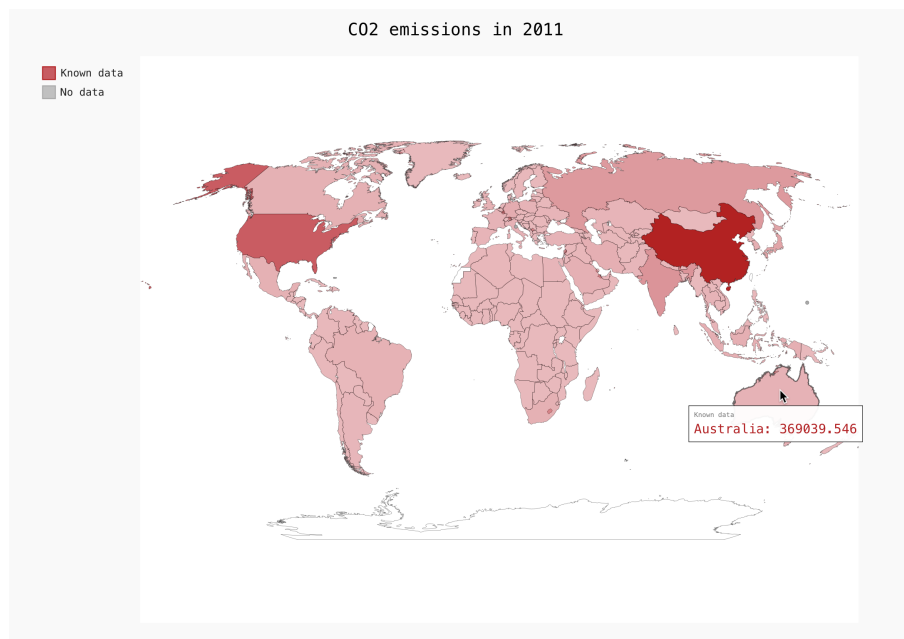 CO2 emissions in 2011
Known data
No data
Known data
Australia: 369039.546